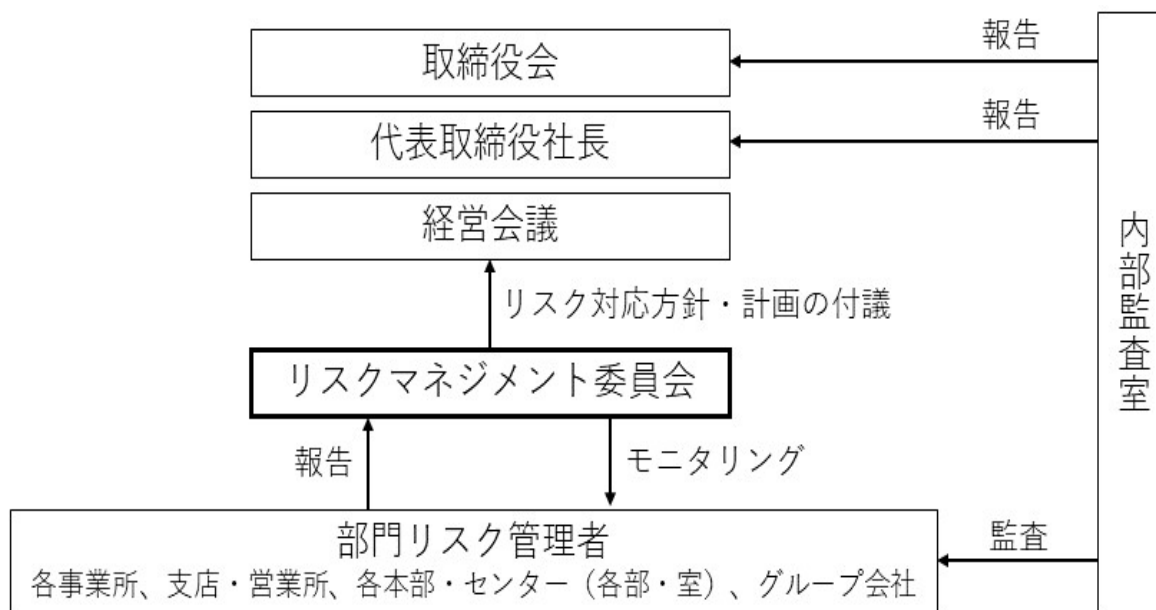 報告
取締役会
報告
代表取締役社長
経営会議
リスク対応方針・計画の付議
リスクマネジメント委員会
報告
モニタリング
部門リスク管理者
各事業所、支店・営業所、各本部・センター（各部・室）、グループ会社
監査
内部監査室